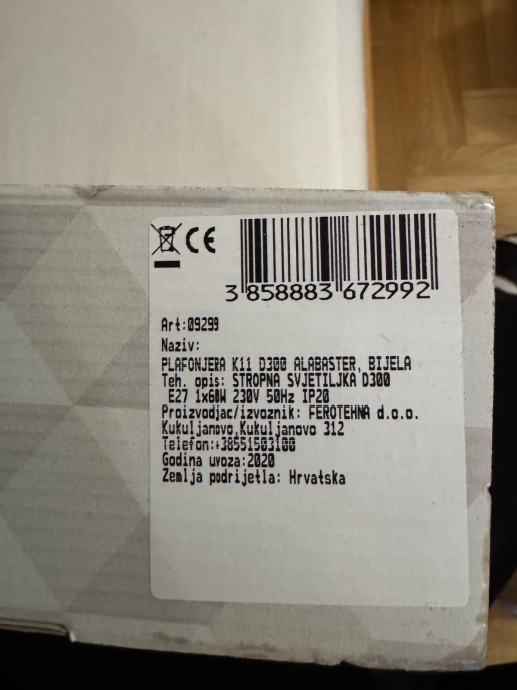 CE
3 858883 672992
Art:09299
Naziv:
PLAFONJERA K11 D300 ALABASTER, BIJELA
Teh. opis: STROPNA SVJETILJKA D300
E27 1x60W 230V 50Hz IP20
Proizvodjac/izvoznik: FEROTEHNA d.o.o.
Kukuljanovo,Kukuljanovo 312
Telefon:+38551503100
Godina uvoza:2020
Zemlja podrijetla: Hrvatska